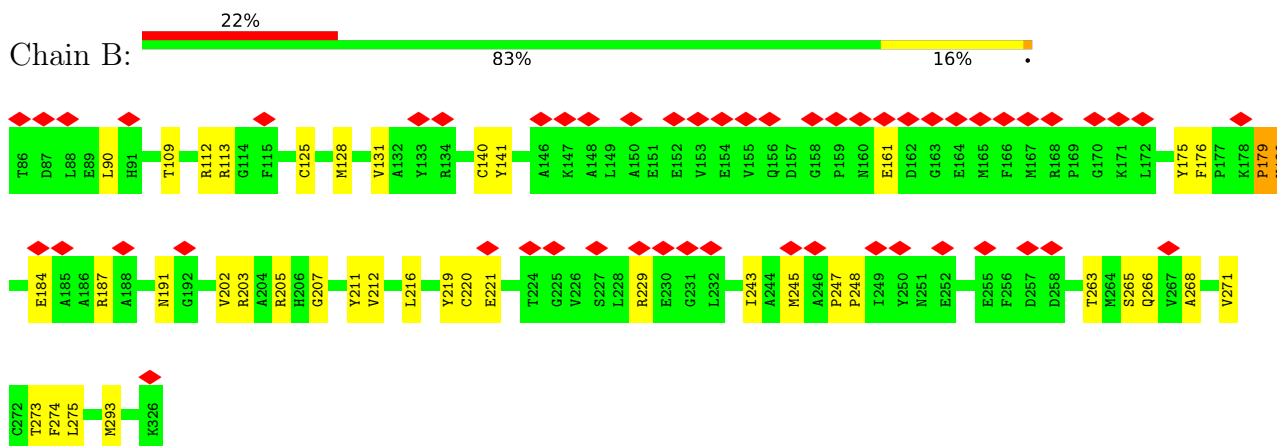 22%
Chain B:
83% 16% •
T86 D87 L88 E89 L90 H91 T109 R112 R113 G114 F115 C125 M128 V131 A132 Y133 R134 C140 Y141 A146 K147 A148 L149 A150 E151 E152 V153 E154 V155 Q156 D157 G158 P159 N160 E161 D162 G163 E164 M165 F166 M167 R168 P169 G170 K171 L172 Y175 F176 P177 K178 P179
E184 A185 A186 R187 A188 N191 G192 V202 R203 A204 R205 H206 G207 Y211 V212 L216 Y219 C220 E221 T224 G225 V226 S227 L228 R229 E230 G231 L232 I243 A244 M245 A246 P247 P248 I249 Y250 N251 E252 E255 F256 D257 D258 T263 M264 S265 Q266 V267 A268 V271
C272 T273 F274 L275 M293 K326